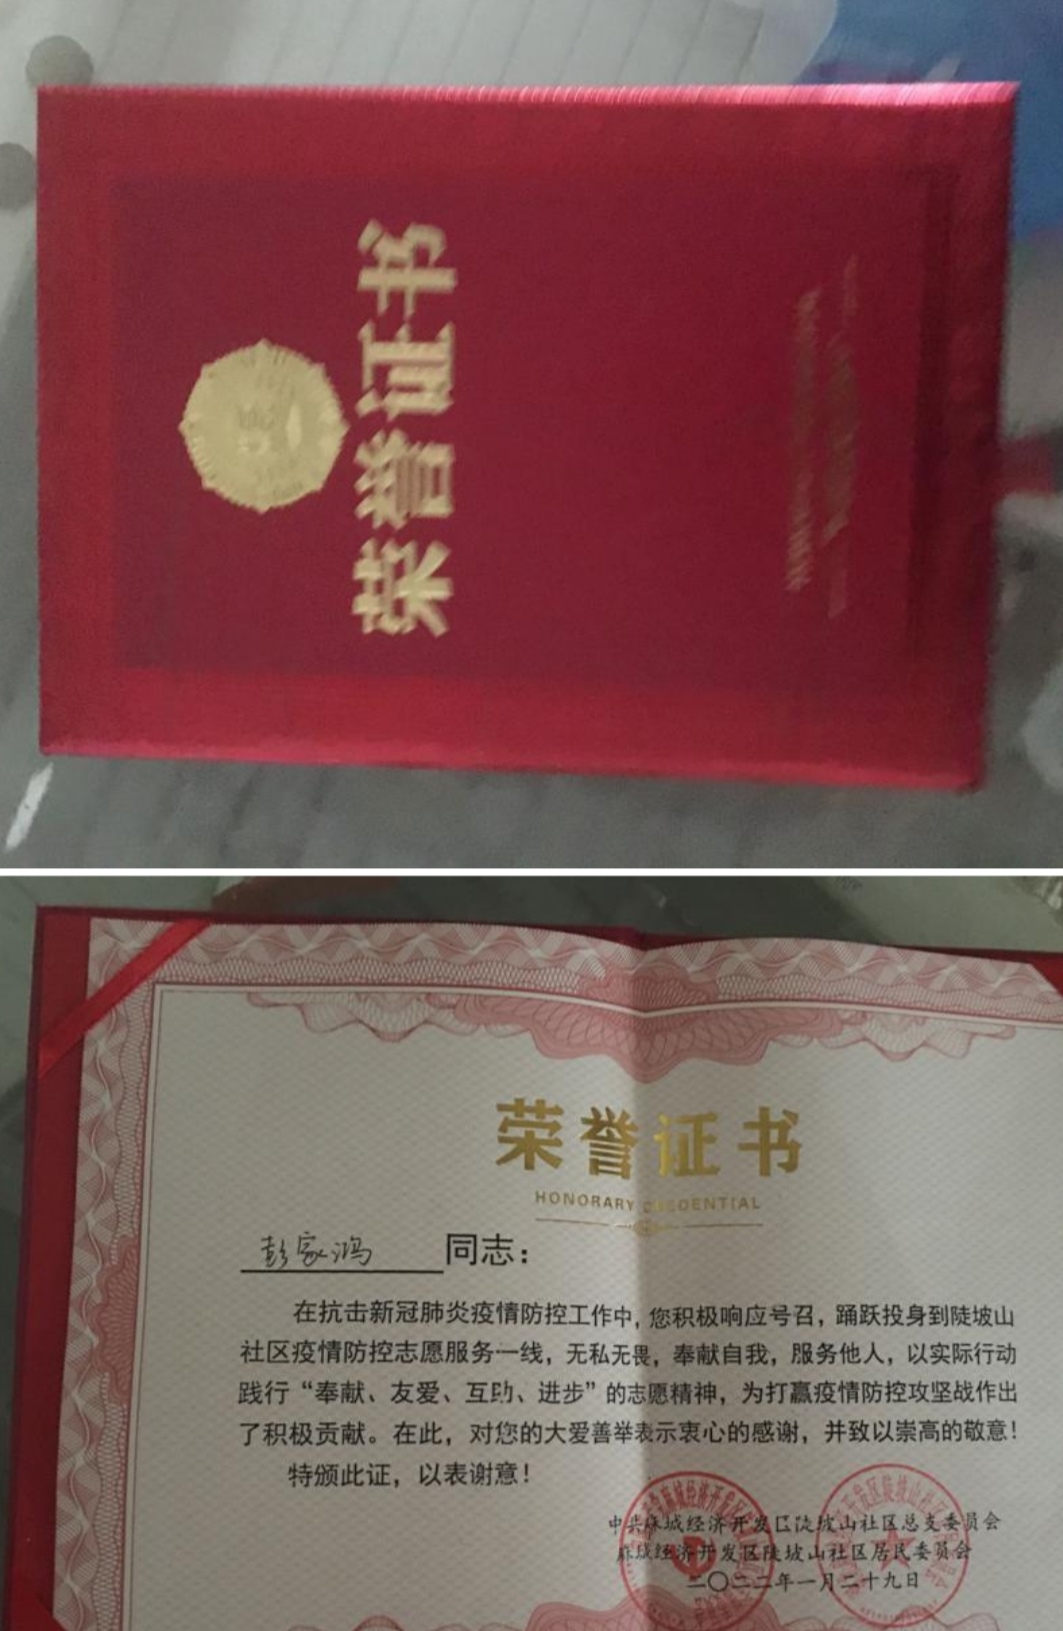 荣誉证书
荣誉证书
HONORARY CREDENTIAL
彭家鸿 同志：
在抗击新冠肺炎疫情防控工作中，您积极响应号召，踊跃投身到陡坡山
社区疫情防控志愿服务一线，无私无畏，奉献自我，服务他人，以实际行动
践行“奉献、友爱、互助、进步”的志愿精神，为打赢疫情防控攻坚战作出
了积极贡献。在此，对您的大爱善举表示衷心的感谢，并致以崇高的敬意！
特颁此证，以表谢意！
中共麻城经济开发区陡坡山社区总支委员会
麻城经济开发区陡坡山社区居民委员会
二〇二二年一月二十九日